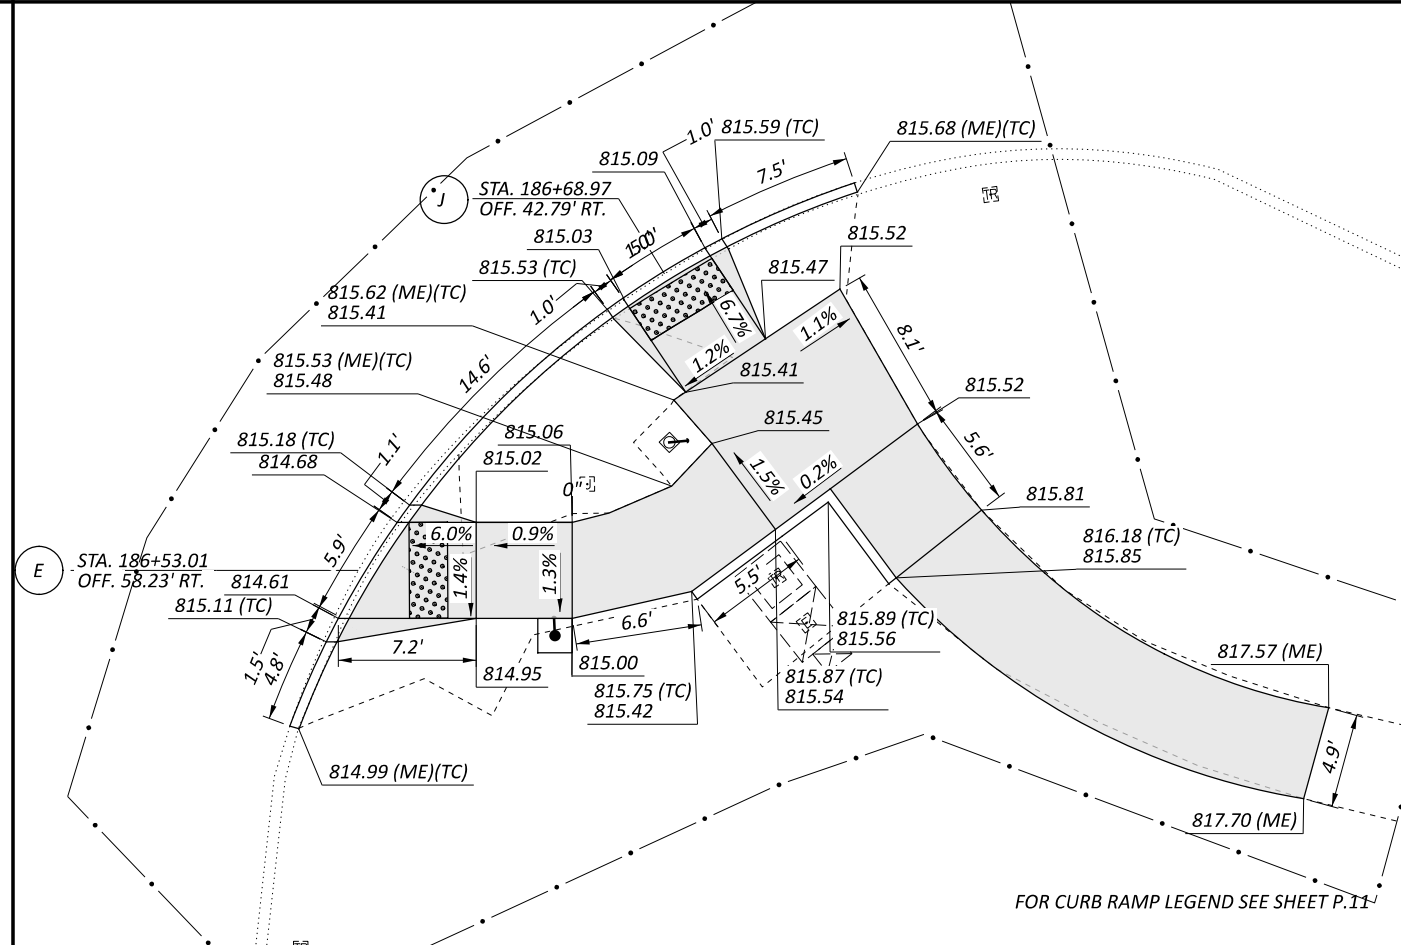 1.0'
815.59 (TC)
815.68 (ME)(TC)
815.09
7.5'
J
STA. 186+68.97
OFF. 42.79' RT.
815.03
815.52
815.53 (TC)
815.47
815.62 (ME)(TC)
815.41
1.0'
6.7%
1.1%
8.1'
1.2%
815.53 (ME)(TC)
815.48
14.6'
815.41
815.52
815.45
815.18 (TC)
814.68
1.1'
815.06
815.02
5.6'
1.5%
0.2%
0"
815.81
6.0%
0.9%
816.18 (TC)
815.85
5.9'
E
STA. 186+53.01
OFF. 58.23' RT.
814.61
815.11 (TC)
1.4%
1.3%
5.5'
815.89 (TC)
815.56
6.6'
7.2'
1.5'
4.8'
814.95
815.00
815.75 (TC)
815.42
815.87 (TC)
815.54
817.57 (ME)
4.9'
814.99 (ME)(TC)
817.70 (ME)
FOR CURB RAMP LEGEND SEE SHEET P.11